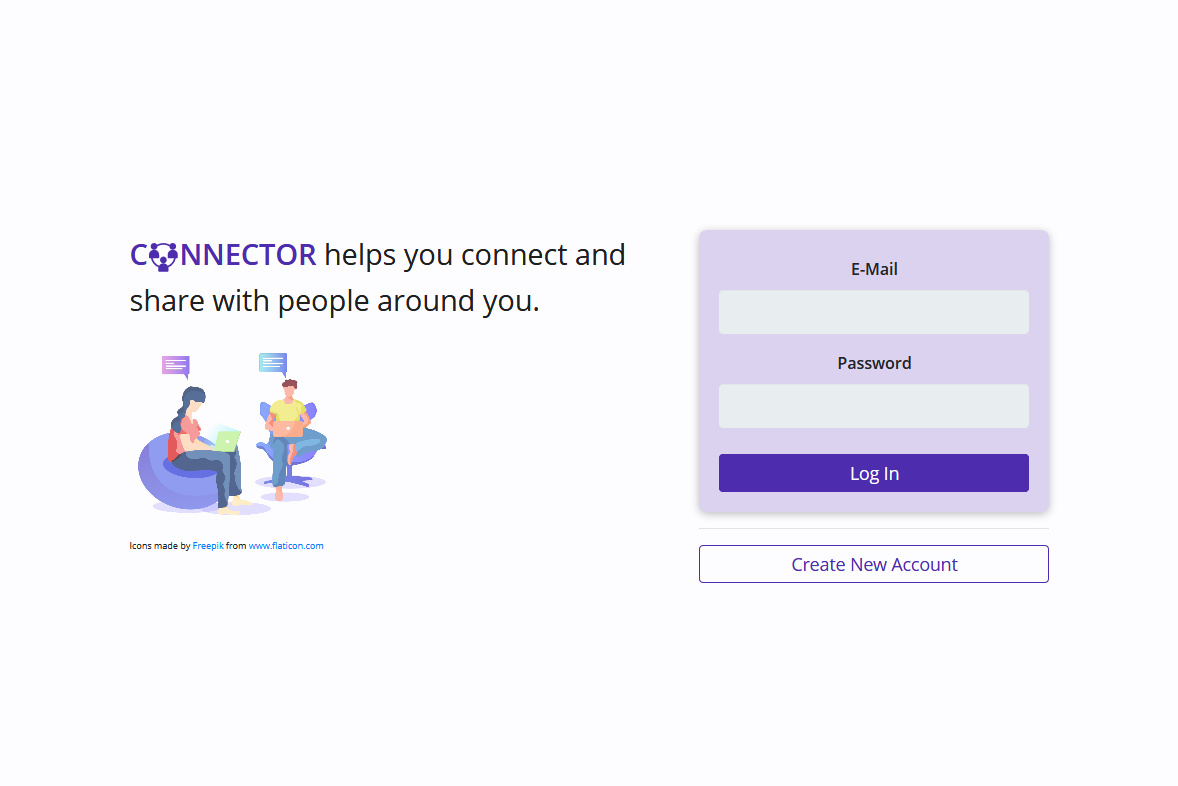 CONNECTOR helps you connect and
share with people around you.
Icons made by Freepik from www.flaticon.com
E-Mail
Password
Log In
Create New Account